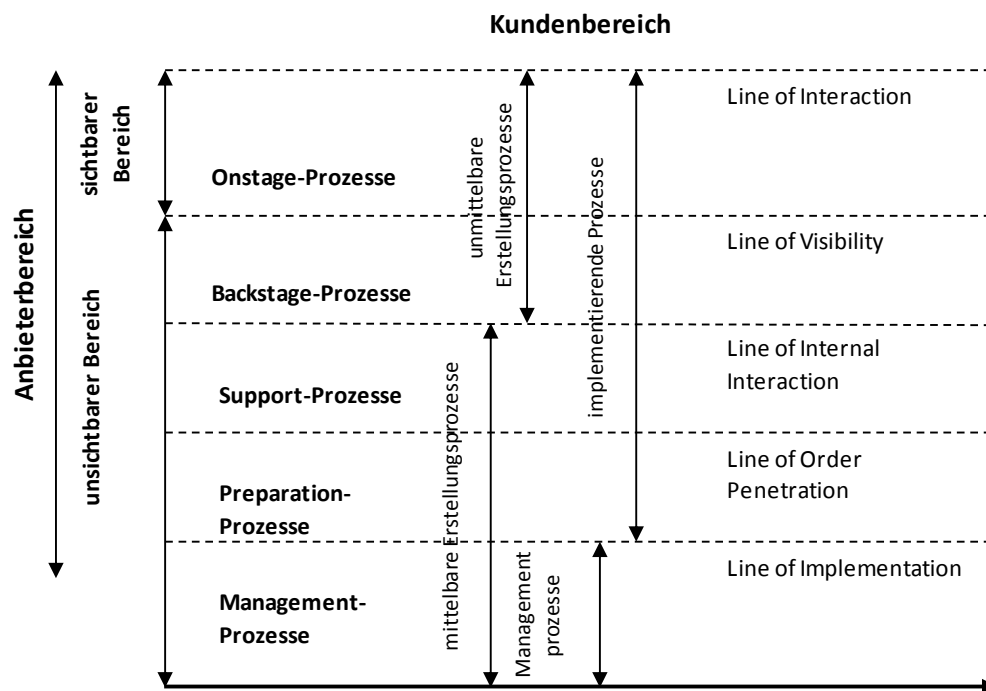 Kundenbereich
Anbieterbereich
sichtbarer
Bereich
unsichtbarer Bereich
Onstage-Prozesse
Backstage-Prozesse
Support-Prozesse
Preparation-
Prozesse
Management-
Prozesse
mittelbare Erstellungsprozesse
unmittelbare
Erstellungsprozesse
Management
prozesse
implementierende Prozesse
Line of Interaction
Line of Visibility
Line of Internal
Interaction
Line of Order
Penetration
Line of Implementation